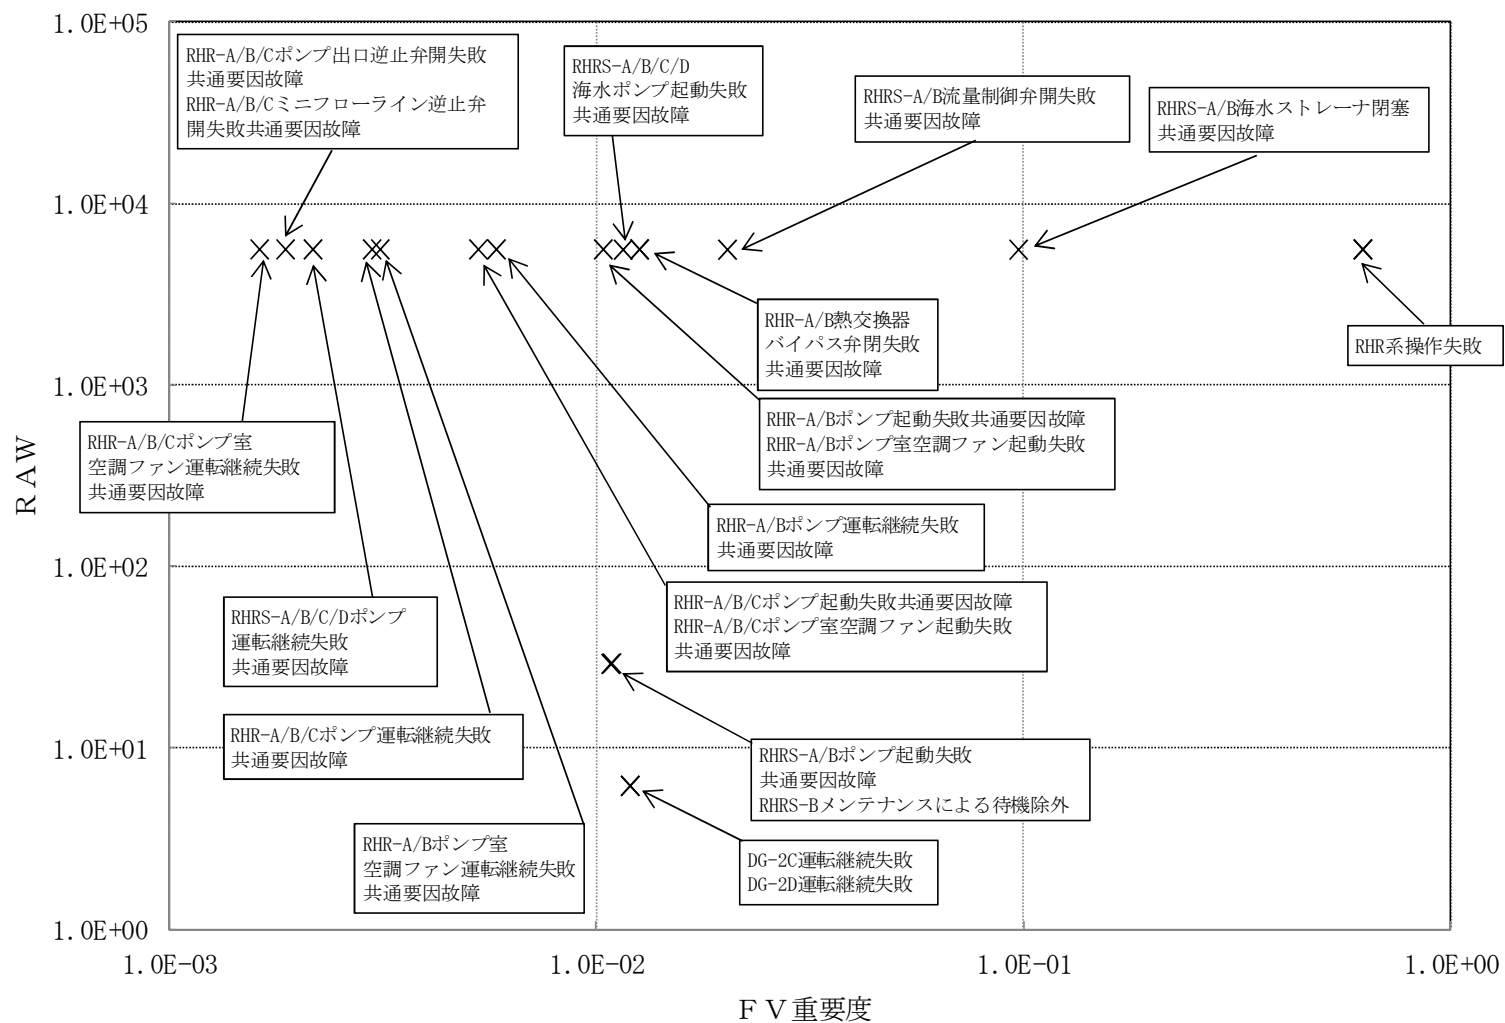 1.0E+05
RHR-A/B/Cポンプ出口逆止弁開失敗
共通要因故障
RHR-A/B/Cミニフローライン逆止弁
開失敗共通要因故障
RHRS-A/B/C/D
海水ポンプ起動失敗
共通要因故障
RHRS-A/B流量制御弁開失敗
共通要因故障
RHRS-A/B海水ストレーナ閉塞
共通要因故障
1.0E+04
RHR-A/B熱交換器
バイパス弁閉失敗
共通要因故障
RHR系操作失敗
1.0E+03
RHR-A/Bポンプ起動失敗共通要因故障
RHR-A/Bポンプ室空調ファン起動失敗
共通要因故障
RHR-A/B/Cポンプ室
空調ファン運転継続失敗
共通要因故障
RAW
RHR-A/Bポンプ運転継続失敗
共通要因故障
1.0E+02
RHR-A/B/Cポンプ起動失敗共通要因故障
RHR-A/B/Cポンプ室空調ファン起動失敗
共通要因故障
RHRS-A/B/C/Dポンプ
運転継続失敗
共通要因故障
RHR-A/B/Cポンプ運転継続失敗
共通要因故障
1.0E+01
RHRS-A/Bポンプ起動失敗
共通要因故障
RHRS-Bメンテナンスによる待機除外
RHR-A/Bポンプ室
空調ファン運転継続失敗
共通要因故障
DG-2C運転継続失敗
DG-2D運転継続失敗
1.0E+00
1.0E-03
1.0E-02
1.0E-01
1.0E+00
ＦＶ重要度